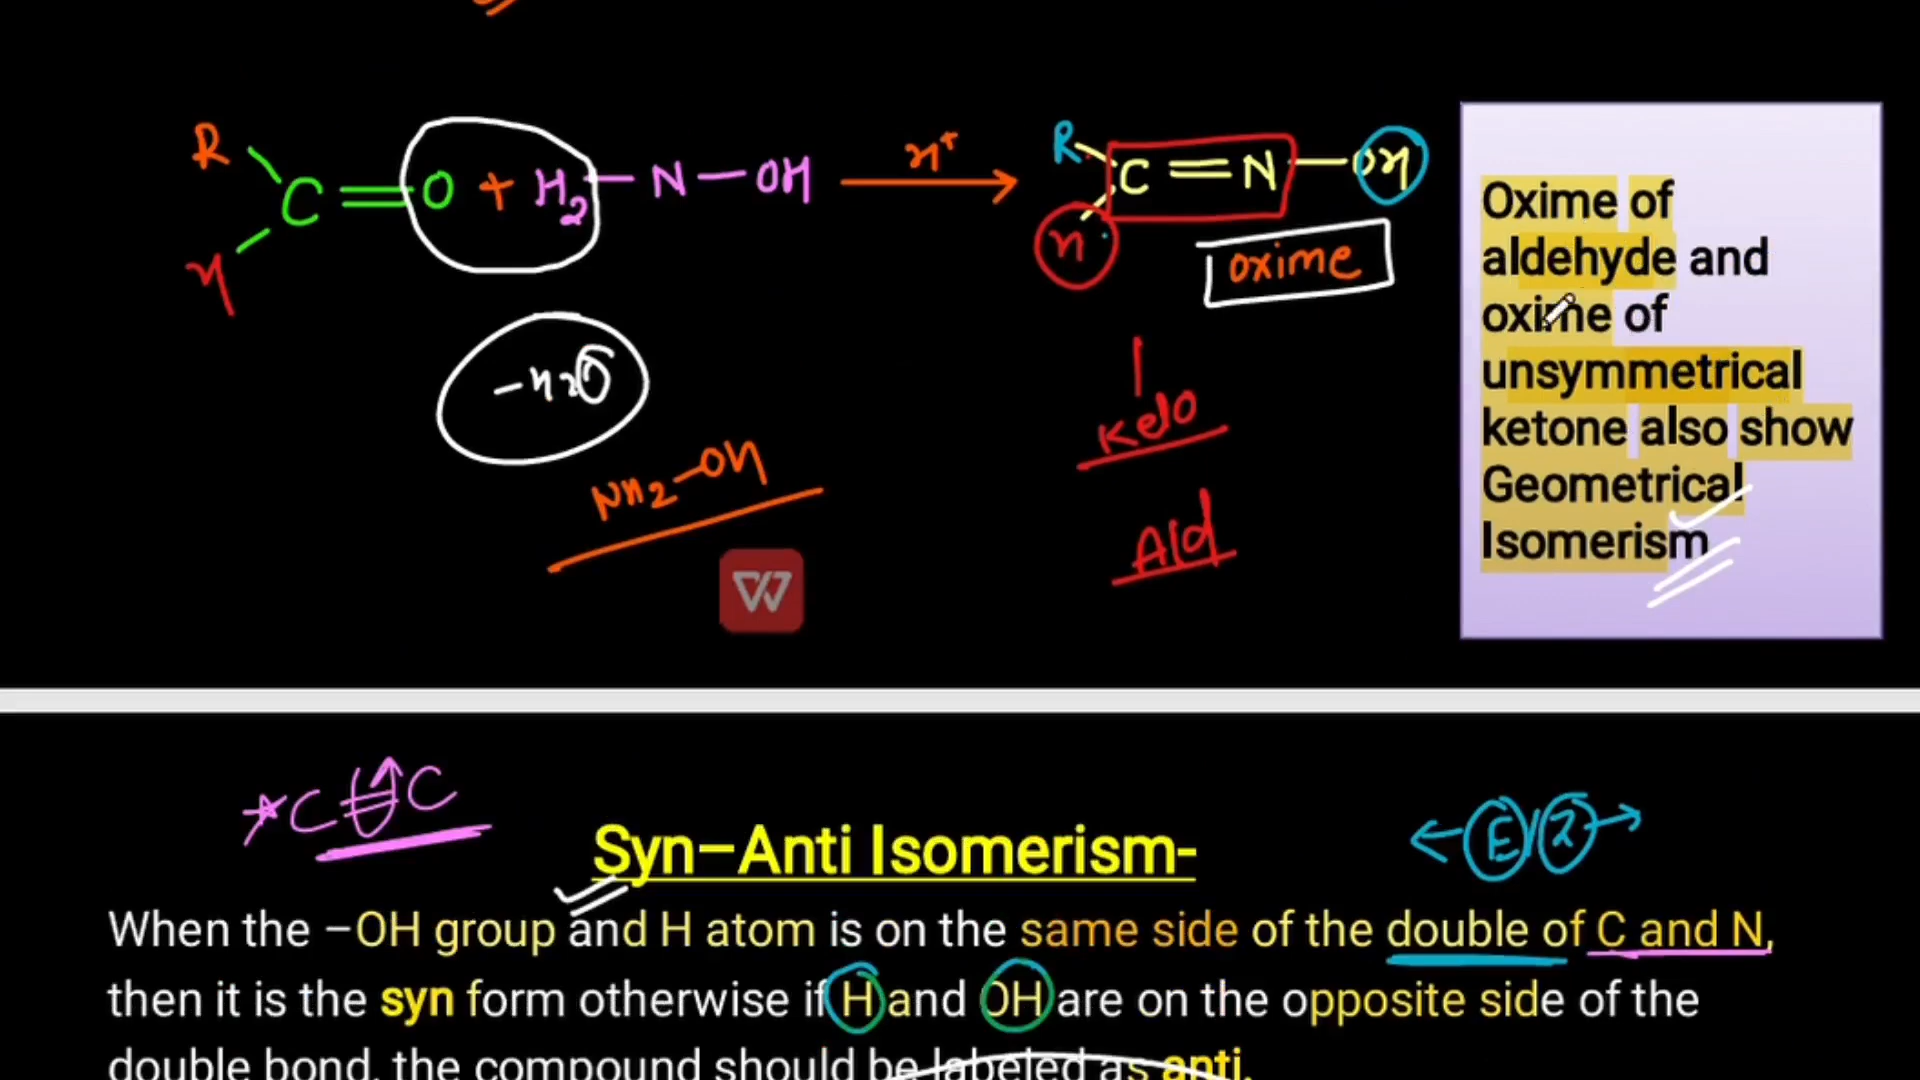 R
C = O + H2 — N — OH
H+
R
C = N — OH
H
H
oxime
- H2O
NH2 - OH
Keto
Ald
Oxime of
aldehyde and
oxime of
unsymmetrical
ketone also show
Geometrical
Isomerism
W
C C
Syn–Anti Isomerism-
E/Z
When the –OH group and H atom is on the same side of the double of C and N,
then it is the syn form otherwise if H and OH are on the opposite side of the
double bond, the compound should be labeled as anti.